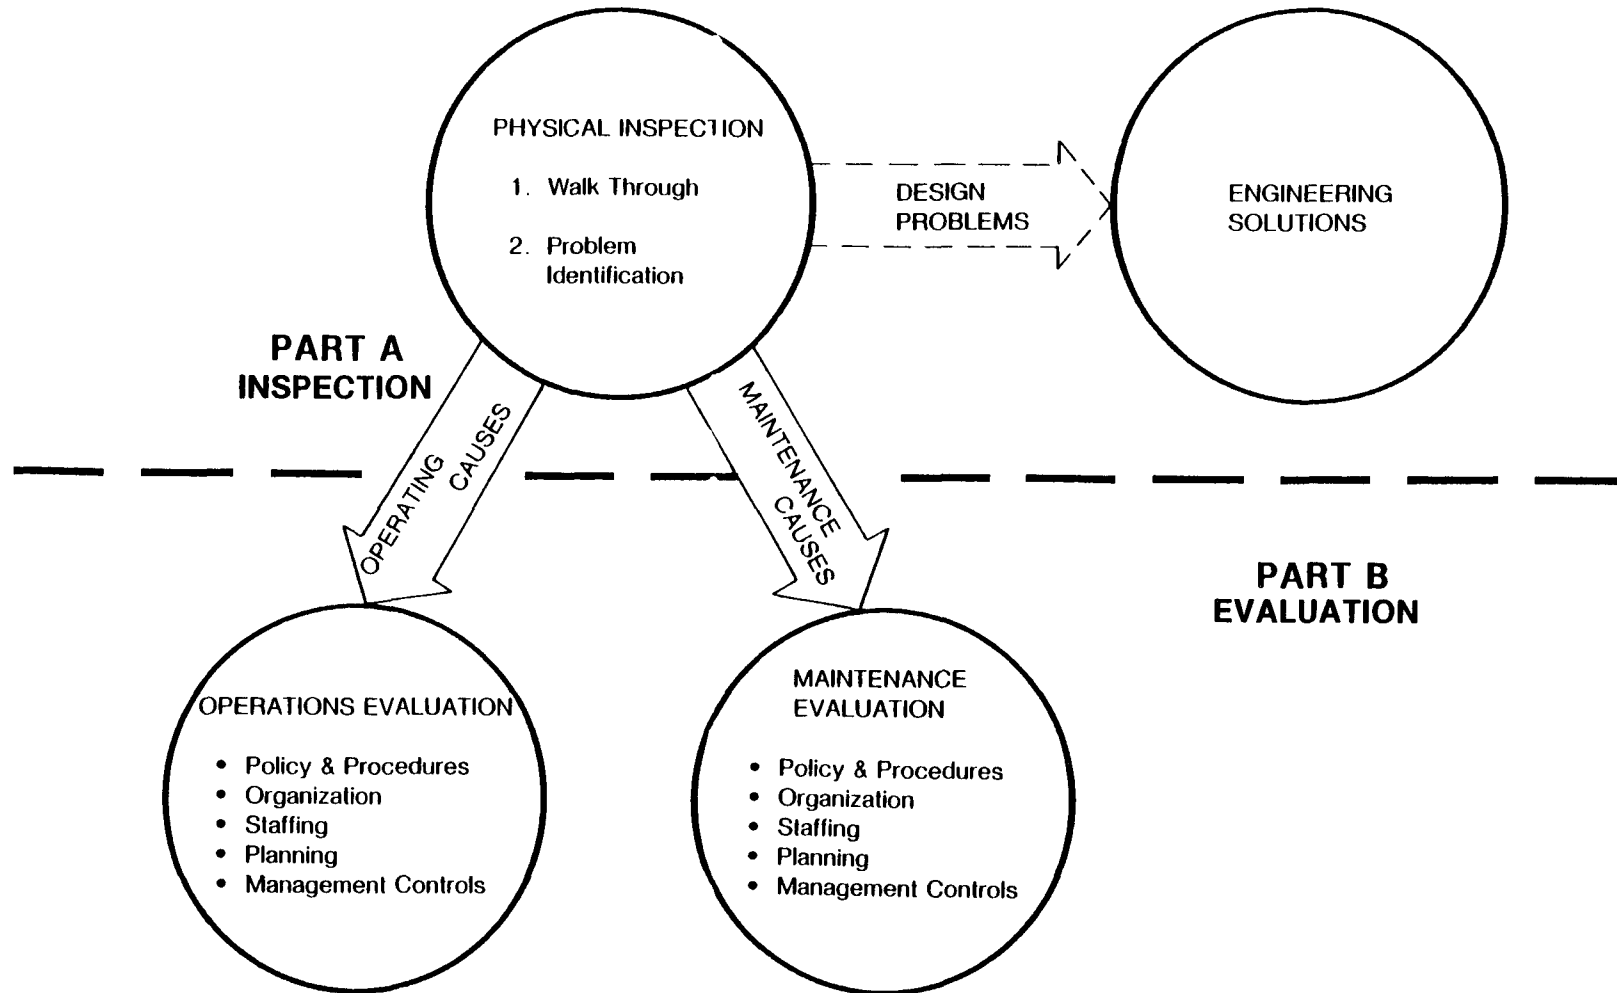 PHYSICAL INSPECTION
1. Walk Through
2. Problem
Identification
DESIGN
PROBLEMS
ENGINEERING
SOLUTIONS
PART A
INSPECTION
OPERATING
CAUSES
MAINTENANCE
CAUSES
PART B
EVALUATION
OPERATIONS EVALUATION
• Policy & Procedures
• Organization
• Staffing
• Planning
• Management Controls
MAINTENANCE
EVALUATION
• Policy & Procedures
• Organization
• Staffing
• Planning
• Management Controls